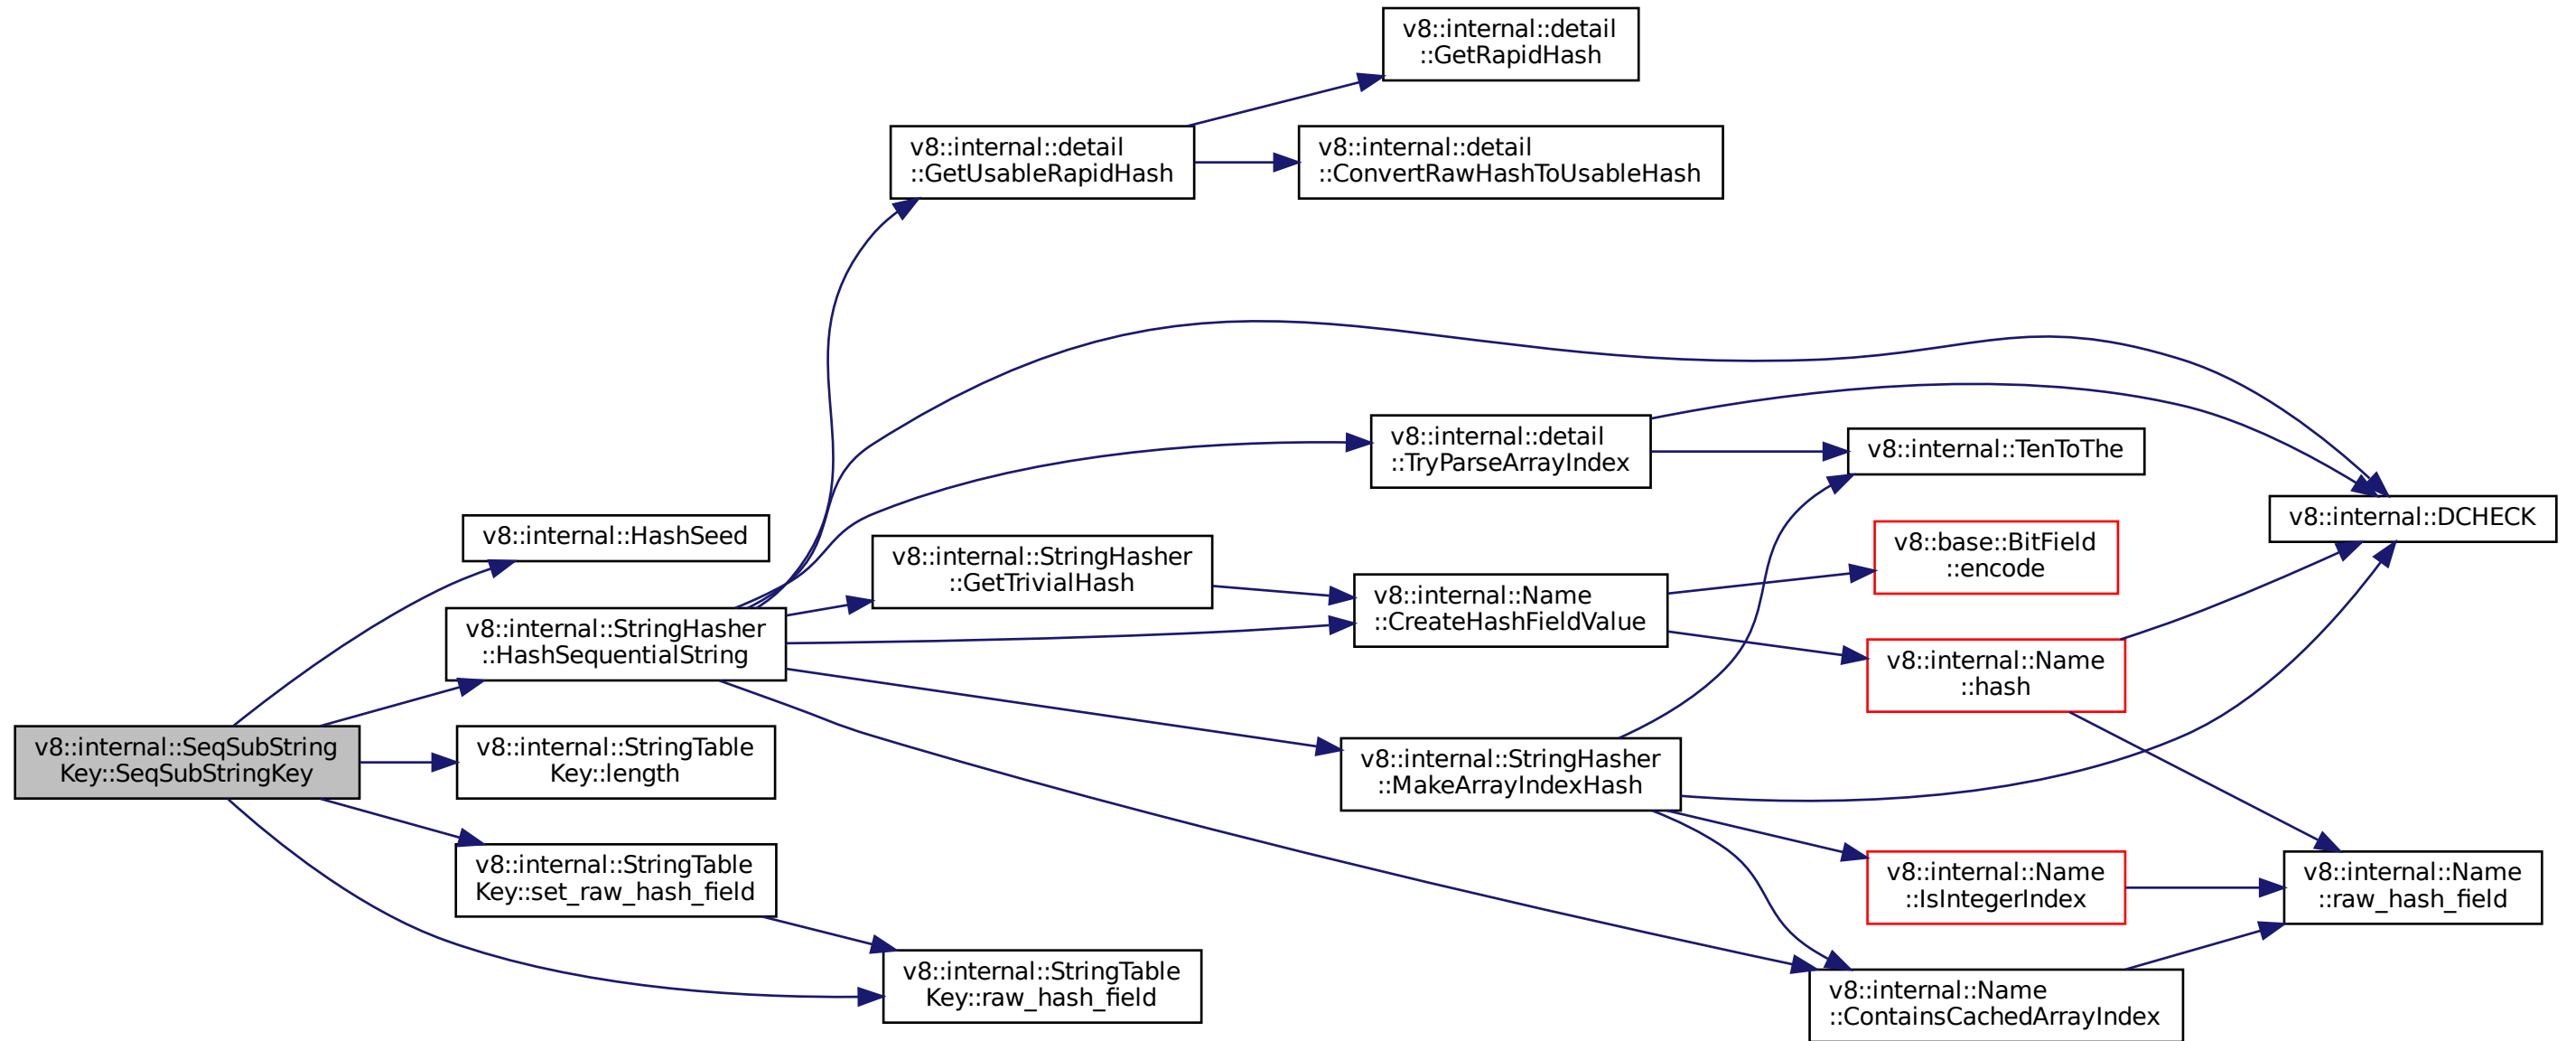 v8::internal::detail
::GetRapidHash
v8::internal::detail
::GetUsableRapidHash
v8::internal::detail
::ConvertRawHashToUsableHash
v8::internal::detail
::TryParseArrayIndex
v8::internal::TenToThe
v8::internal::DCHECK
v8::internal::HashSeed
v8::internal::StringHasher
::GetTrivialHash
v8::base::BitField
::encode
v8::internal::Name
::CreateHashFieldValue
v8::internal::StringHasher
::HashSequentialString
v8::internal::Name
::hash
v8::internal::SeqSubString
Key::SeqSubStringKey
v8::internal::StringTable
Key::length
v8::internal::StringHasher
::MakeArrayIndexHash
v8::internal::StringTable
Key::set_raw_hash_field
v8::internal::Name
::IsIntegerIndex
v8::internal::Name
::raw_hash_field
v8::internal::StringTable
Key::raw_hash_field
v8::internal::Name
::ContainsCachedArrayIndex